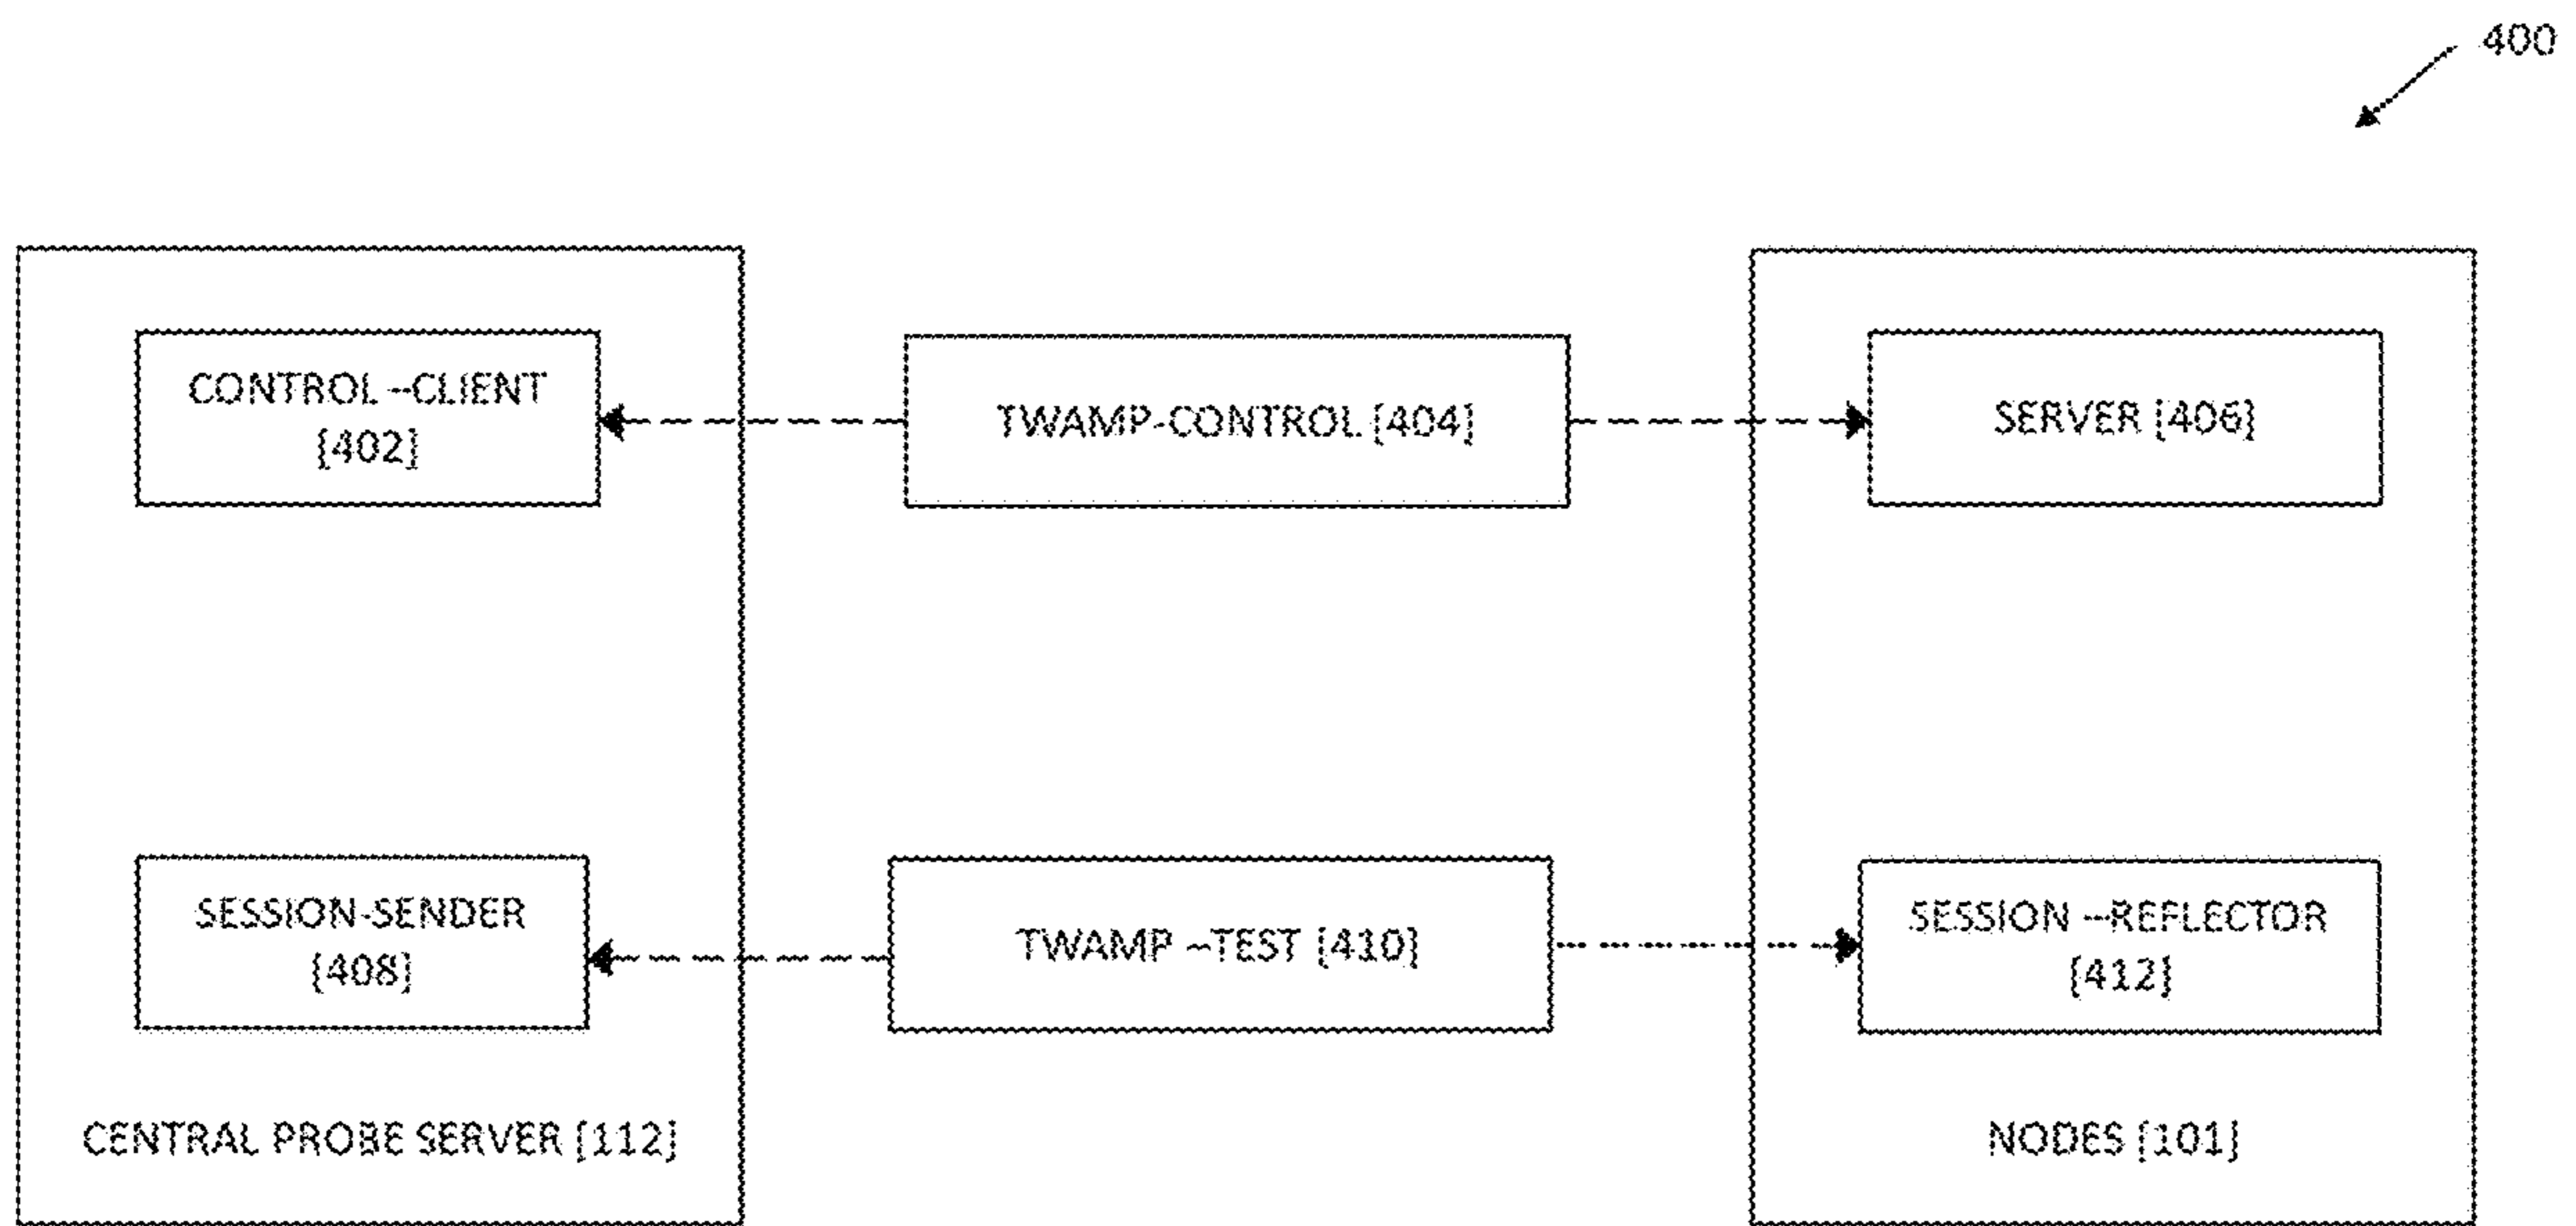 400
CONTROL –CLIENT
[402]
TWAMP-CONTROL [404]
SERVER [406]
SESSION-SENDER
[408]
TWAMP –TEST [410]
SESSION –REFLECTOR
[412]
CENTRAL PROBE SERVER [112]
NODES [101]